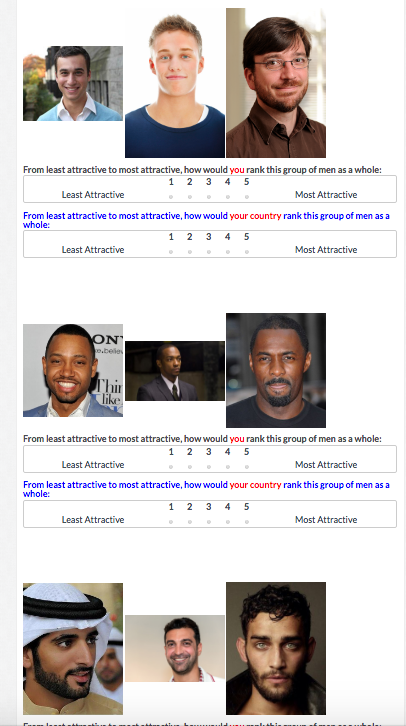 ON
ke.believ
Thin
like
From least attractive to most attractive, how would you rank this group of men as a whole:
1 2 3 4 5
Least Attractive Most Attractive
From least attractive to most attractive, how would your country rank this group of men as a
whole:
1 2 3 4 5
Least Attractive Most Attractive
From least attractive to most attractive, how would you rank this group of men as a whole:
1 2 3 4 5
Least Attractive Most Attractive
From least attractive to most attractive, how would your country rank this group of men as a
whole:
1 2 3 4 5
Least Attractive Most Attractive